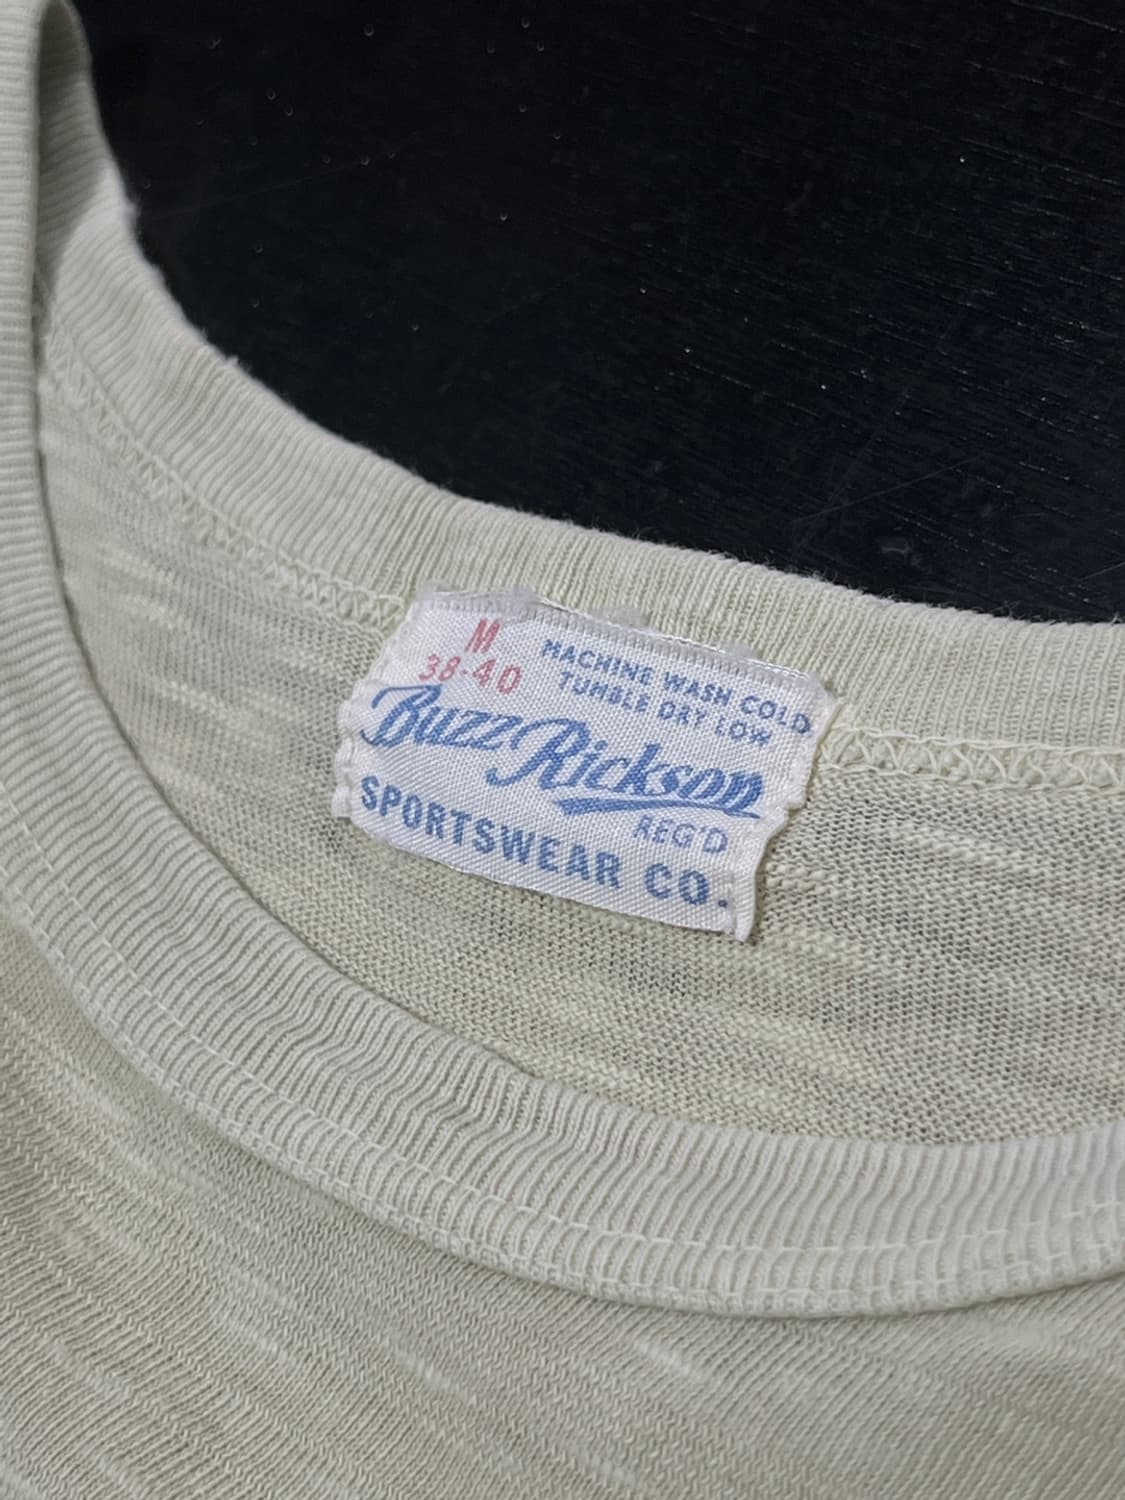 M
38-40
MACHINE WASH COLD
TUMBLE DRY LOW
Buzz Rickson
REG'D
SPORTSWEAR CO.